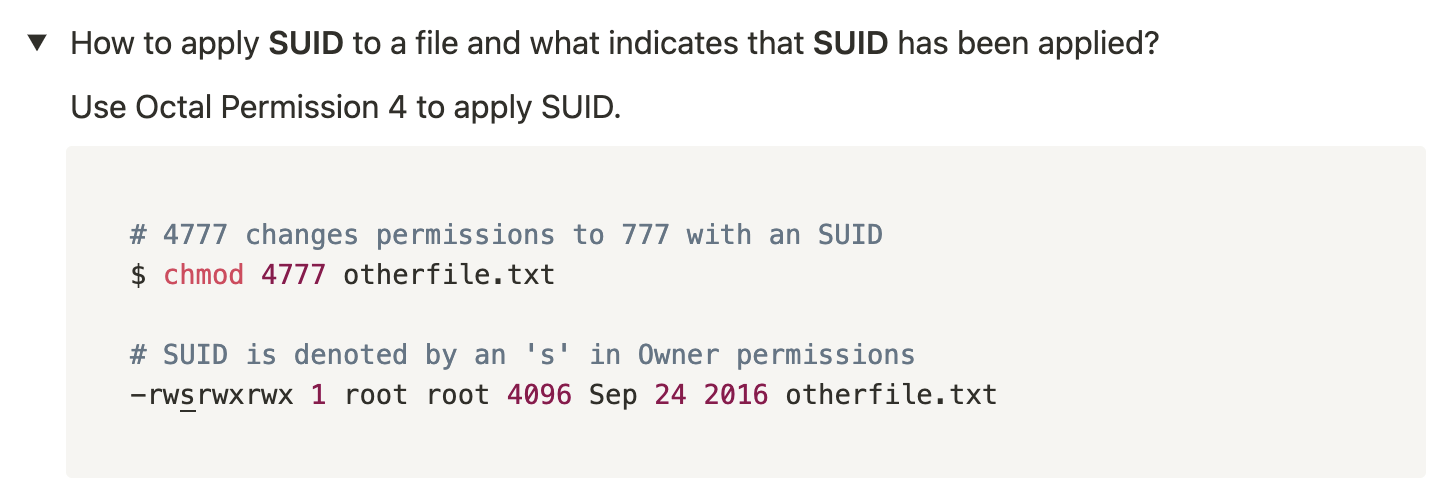 ▼ How to apply SUID to a file and what indicates that SUID has been applied?
Use Octal Permission 4 to apply SUID.
# 4777 changes permissions to 777 with an SUID
$ chmod 4777 otherfile.txt
# SUID is denoted by an 's' in Owner permissions
-rwsrwxrwx 1 root root 4096 Sep 24 2016 otherfile.txt